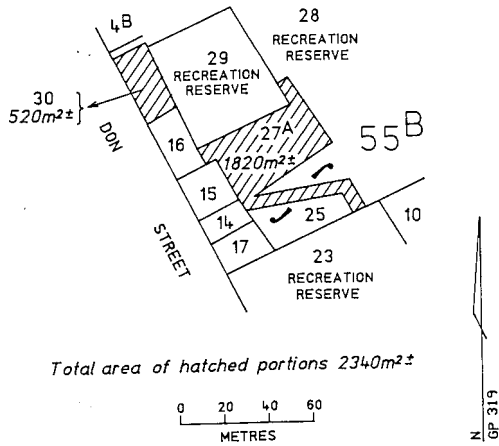 4B
28
RECREATION
RESERVE
29
RECREATION
RESERVE
30
520m²±
DON
STREET
16
27A
1820m²±
55B
15
14
17
25
10
23
RECREATION
RESERVE
Total area of hatched portions 2340m²±
0 20 40 60
METRES
N
GP 319